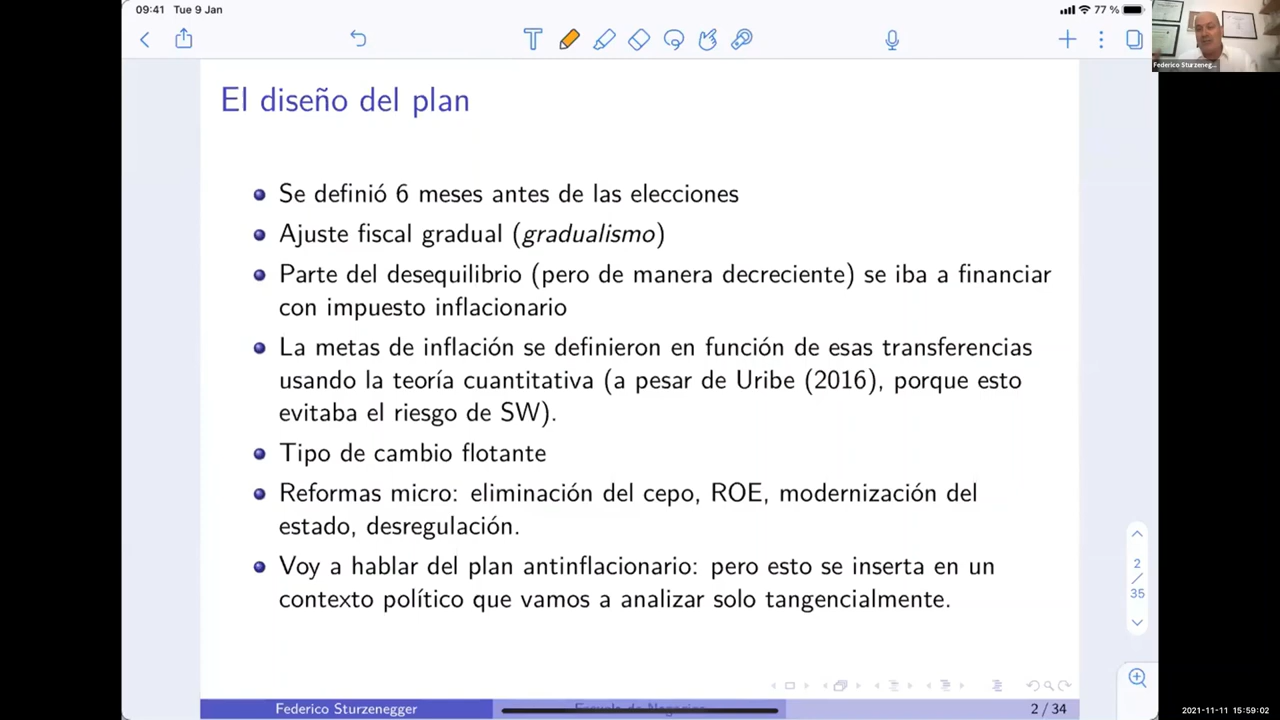 09:41 Tue 9 Jan
77 %
Federico Sturzeneg...
El diseño del plan
Se definió 6 meses antes de las elecciones
Ajuste fiscal gradual (gradualismo)
Parte del desequilibrio (pero de manera decreciente) se iba a financiar
con impuesto inflacionario
La metas de inflación se definieron en función de esas transferencias
usando la teoría cuantitativa (a pesar de Uribe (2016), porque esto
evitaba el riesgo de SW).
Tipo de cambio flotante
Reformas micro: eliminación del cepo, ROE, modernización del
estado, desregulación.
Voy a hablar del plan antinflacionario: pero esto se inserta en un
contexto político que vamos a analizar solo tangencialmente.
2
/
35
Federico Sturzenegger
Escuela de Negocios
2 / 34
2021-11-11 15:59:02